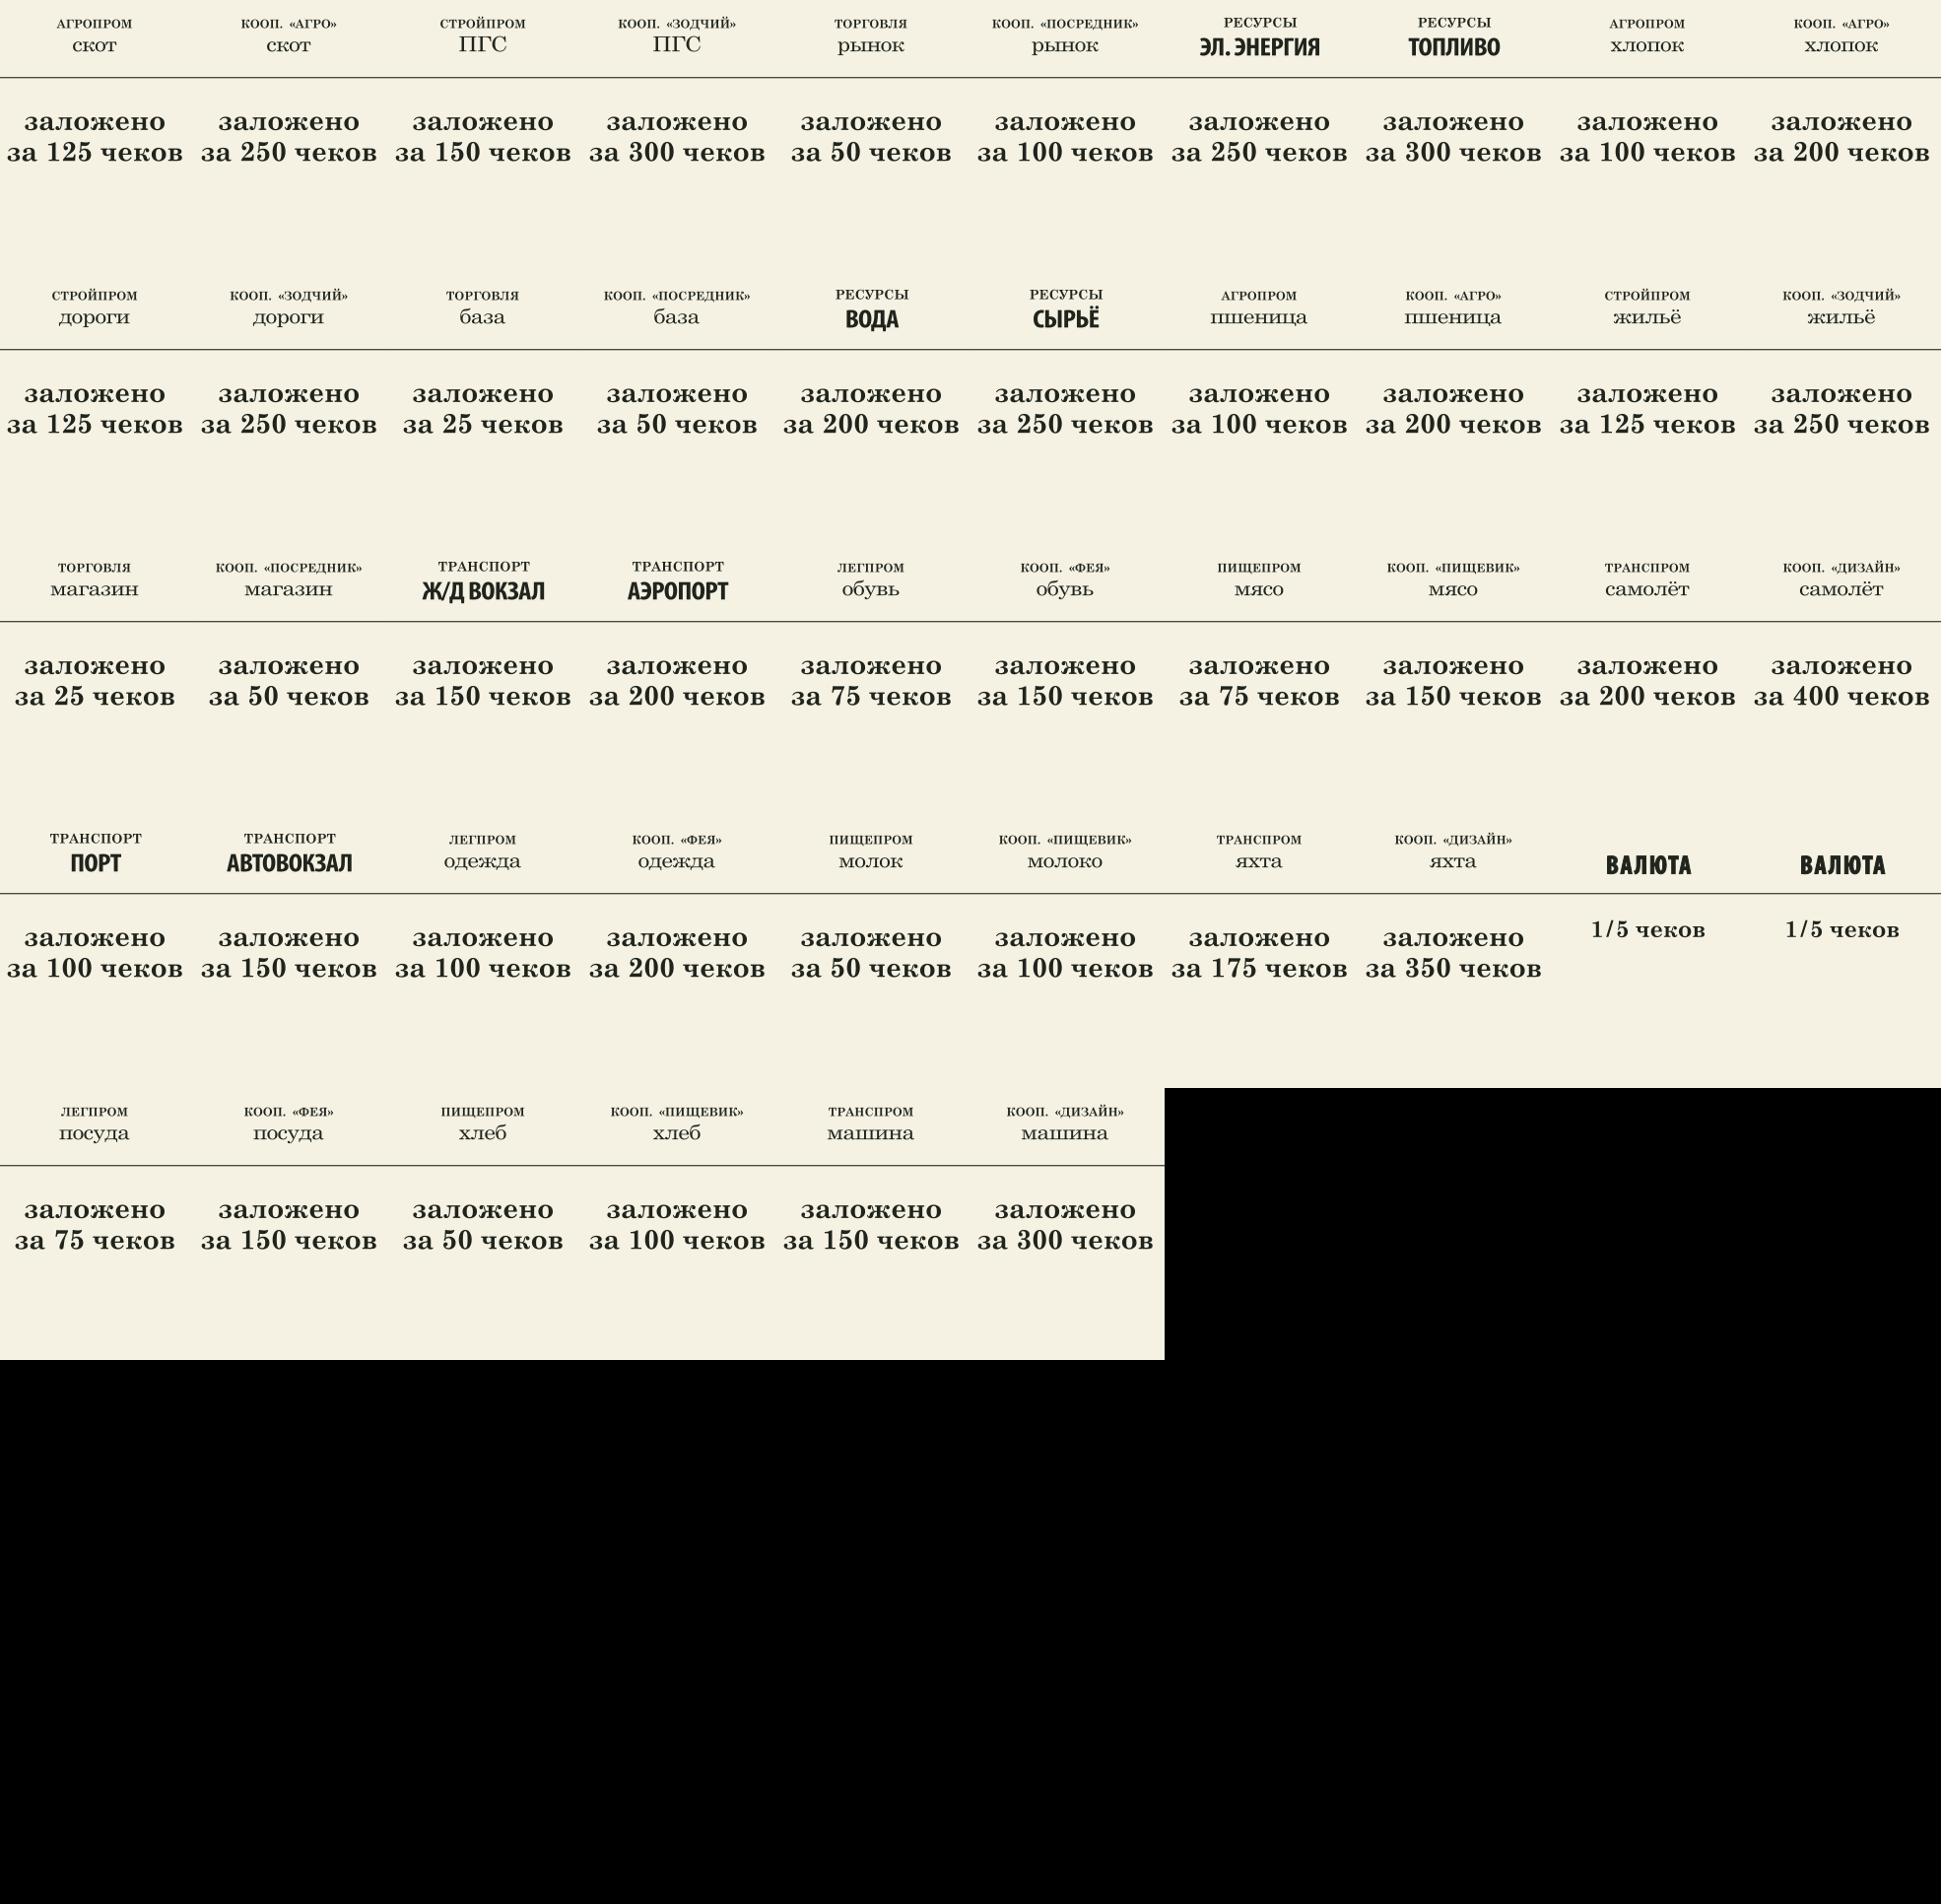 АГРОПРОМ КООП. «АГРО» СТРОЙПРОМ КООП. «ЗОДЧИЙ» ТОРГОВЛЯ КООП. «ПОСРЕДНИК» РЕСУРСЫ РЕСУРСЫ АГРОПРОМ КООП. «АГРО»
скот скот ПГС ПГС рынок рынок ЭЛ. ЭНЕРГИЯ ТОПЛИВО хлопок хлопок
заложено заложено заложено заложено заложено заложено заложено заложено заложено заложено
за 125 чеков за 250 чеков за 150 чеков за 300 чеков за 50 чеков за 100 чеков за 250 чеков за 300 чеков за 100 чеков за 200 чеков
СТРОЙПРОМ КООП. «ЗОДЧИЙ» ТОРГОВЛЯ КООП. «ПОСРЕДНИК» РЕСУРСЫ РЕСУРСЫ АГРОПРОМ КООП. «АГРО» СТРОЙПРОМ КООП. «ЗОДЧИЙ»
дороги дороги база база ВОДА СЫРЬЁ пшеница пшеница жильё жильё
заложено заложено заложено заложено заложено заложено заложено заложено заложено заложено
за 125 чеков за 250 чеков за 25 чеков за 50 чеков за 200 чеков за 250 чеков за 100 чеков за 200 чеков за 125 чеков за 250 чеков
ТОРГОВЛЯ КООП. «ПОСРЕДНИК» ТРАНСПОРТ ТРАНСПОРТ ЛЕГПРОМ КООП. «ФЕЯ» ПИЩЕПРОМ КООП. «ПИЩЕВИК» ТРАНСПРОМ КООП. «ДИЗАЙН»
магазин магазин Ж/Д ВОКЗАЛ АЭРОПОРТ обувь обувь мясо мясо самолёт самолёт
заложено заложено заложено заложено заложено заложено заложено заложено заложено заложено
за 25 чеков за 50 чеков за 150 чеков за 200 чеков за 75 чеков за 150 чеков за 75 чеков за 150 чеков за 200 чеков за 400 чеков
ТРАНСПОРТ ТРАНСПОРТ ЛЕГПРОМ КООП. «ФЕЯ» ПИЩЕПРОМ КООП. «ПИЩЕВИК» ТРАНСПРОМ КООП. «ДИЗАЙН»
ПОРТ АВТОВОКЗАЛ одежда одежда молок молоко яхта яхта ВАЛЮТА ВАЛЮТА
заложено заложено заложено заложено заложено заложено заложено заложено 1/5 чеков 1/5 чеков
за 100 чеков за 150 чеков за 100 чеков за 200 чеков за 50 чеков за 100 чеков за 175 чеков за 350 чеков
ЛЕГПРОМ КООП. «ФЕЯ» ПИЩЕПРОМ КООП. «ПИЩЕВИК» ТРАНСПРОМ КООП. «ДИЗАЙН»
посуда посуда хлеб хлеб машина машина
заложено заложено заложено заложено заложено заложено
за 75 чеков за 150 чеков за 50 чеков за 100 чеков за 150 чеков за 300 чеков